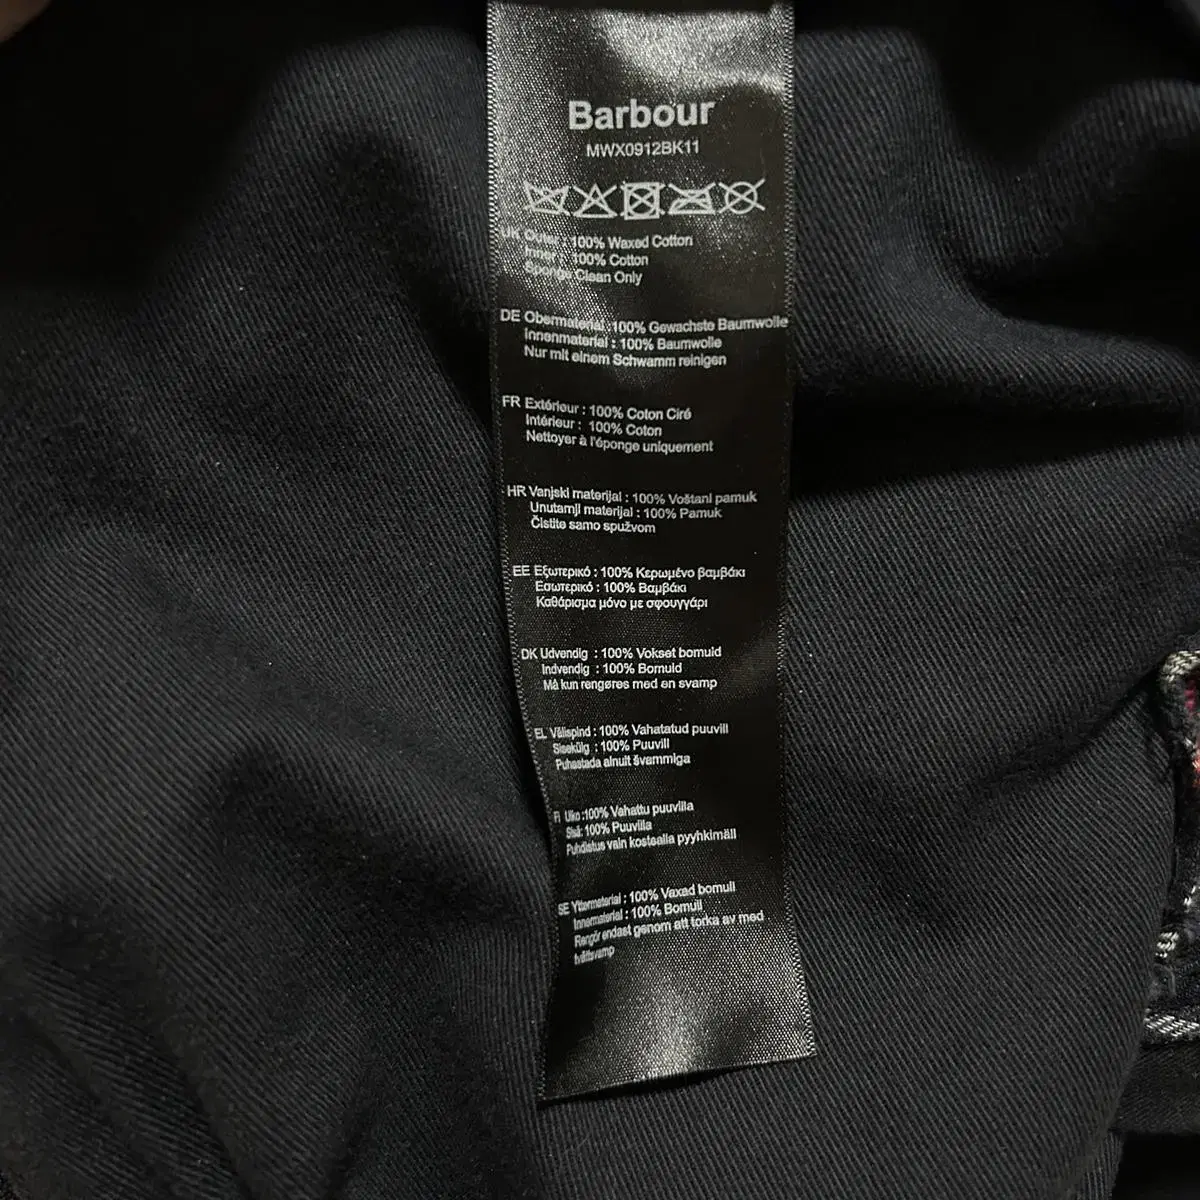 Barbour
MWX0912BK11
UK Outer : 100% Waxed Cotton
Inner : 100% Cotton
Sponge Clean Only
DE Obermaterial :100% Gewachste Baumwolle
Innenmaterial : 100% Baumwolle
Nur mit einem Schwamm reinigen
FR Extérieur : 100% Coton Ciré
Intérieur : 100% Coton
Nettoyer à l'éponge uniquement
HR Vanjski materijal : 100% Voštani pamuk
Unutarnji materijal : 100% Pamuk
Čistite samo spužvom
EE Εξωτερικό : 100% Κερωμένο βαμβάκι
Εσωτερικό : 100% Βαμβάκι
Καθάρισμα μόνο με σφουγγάρι
DK Udvendig : 100% Vokset bomuld
Indvendig : 100% Bomuld
Må kun rengøres med en svamp
EL Välispind : 100% Vahatatud puuvill
Sisekülg : 100% Puuvill
Puhastada ainult švammiga
FI Ulko :100% Vahattu puuvilla
Sisä: 100% Puuvilla
Puhdistus vain kostealla pyyhkimäll
SE Yttermaterial : 100% Vaxad bomull
Innermaterial : 100% Bomull
Rengör endast genom att torka av med
tvättsvamp